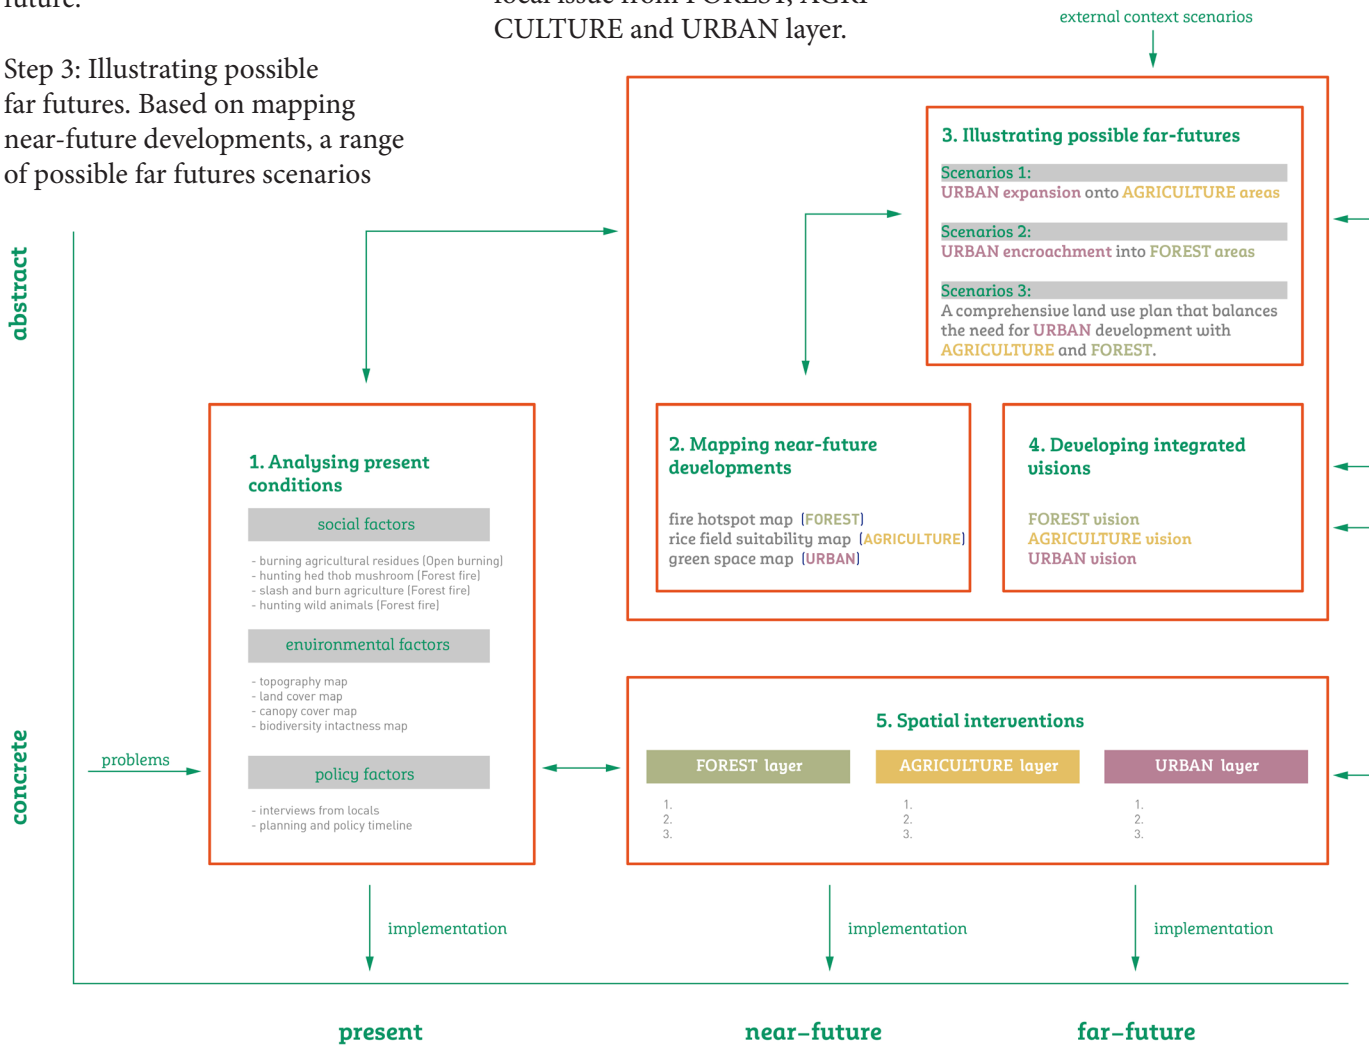 future.
local issue from FOREST, AGRI-
CULTURE and URBAN layer.
Step 3: Illustrating possible
far futures. Based on mapping
near-future developments, a range
of possible far futures scenarios
external context scenarios
3. Illustrating possible far-futures
Scenarios 1:
URBAN expansion onto AGRICULTURE areas
Scenarios 2:
URBAN encroachment into FOREST areas
Scenarios 3:
A comprehensive land use plan that balances
the need for URBAN development with
AGRICULTURE and FOREST.
abstract
concrete
problems
1. Analysing present
conditions
social factors
- burning agricultural residues (Open burning)
- hunting hed thob mushroom (Forest fire)
- slash and burn agriculture (Forest fire)
- hunting wild animals (Forest fire)
environmental factors
- topography map
- land cover map
- canopy cover map
- biodiversity intactness map
policy factors
- interviews from locals
- planning and policy timeline
2. Mapping near-future
developments
fire hotspot map (FOREST)
rice field suitability map (AGRICULTURE)
green space map (URBAN)
4. Developing integrated
visions
FOREST vision
AGRICULTURE vision
URBAN vision
5. Spatial interventions
FOREST layer
1.
2.
3.
AGRICULTURE layer
1.
2.
3.
URBAN layer
1.
2.
3.
implementation
implementation
implementation
present
near-future
far-future